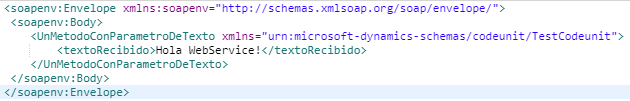 <soapenv:Envelope xmlns:soapenv="http://schemas.xmlsoap.org/soap/envelope/">
<soapenv:Body>
<UnMetodoConParametroDeTexto xmlns="urn:microsoft-dynamics-schemas/codeunit/TestCodeunit">
<textoRecibido>Hola WebService!</textoRecibido>
</UnMetodoConParametroDeTexto>
</soapenv:Body>
</soapenv:Envelope>